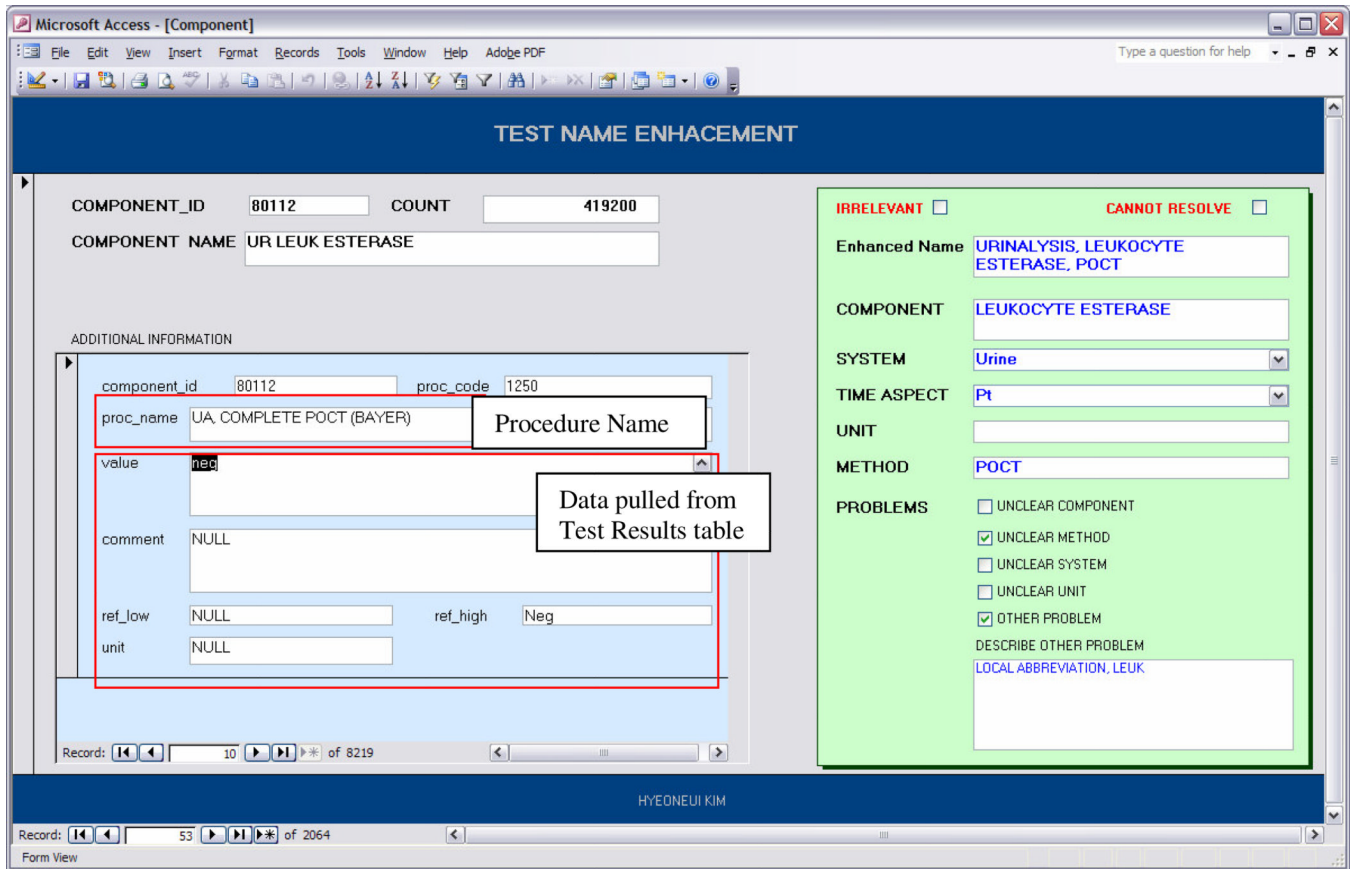 Microsoft Access - [Component]
File Edit View Insert Format Records Tools Window Help Adobe PDF Type a question for help
TEST NAME ENHACEMENT
COMPONENT_ID 80112 COUNT 419200
COMPONENT NAME UR LEUK ESTERASE
ADDITIONAL INFORMATION
component_id 80112 proc_code 1250
proc_name UA, COMPLETE POCT (BAYER)
Procedure Name
value neg
Data pulled from
Test Results table
comment NULL
ref_low NULL ref_high Neg
unit NULL
Record: 10 of 8219
IRRELEVANT CANNOT RESOLVE
Enhanced Name URINALYSIS, LEUKOCYTE
ESTERASE, POCT
COMPONENT LEUKOCYTE ESTERASE
SYSTEM Urine
TIME ASPECT Pt
UNIT
METHOD POCT
PROBLEMS UNCLEAR COMPONENT
UNCLEAR METHOD
UNCLEAR SYSTEM
UNCLEAR UNIT
OTHER PROBLEM
DESCRIBE OTHER PROBLEM
LOCAL ABBREVIATION, LEUK
HYEONEUI KIM
Record: 53 of 2064
Form View